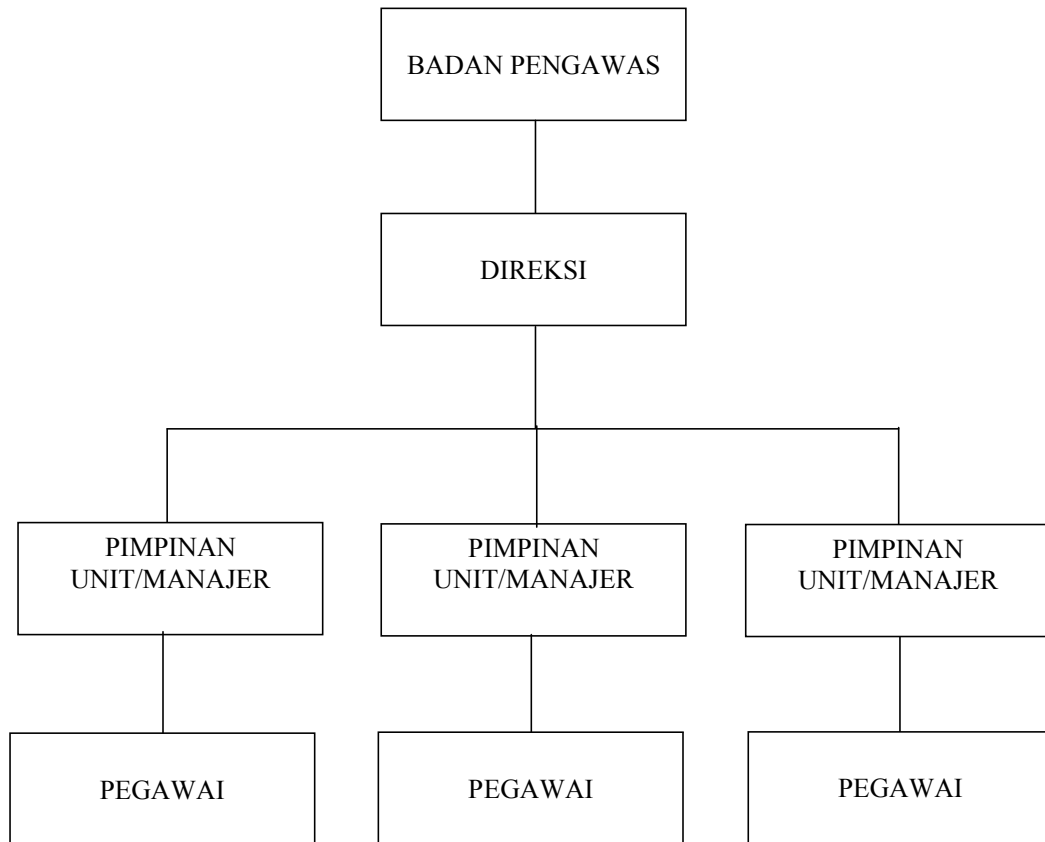 BADAN PENGAWAS
DIREKSI
PIMPINAN
UNIT/MANAJER
PIMPINAN
UNIT/MANAJER
PIMPINAN
UNIT/MANAJER
PEGAWAI
PEGAWAI
PEGAWAI